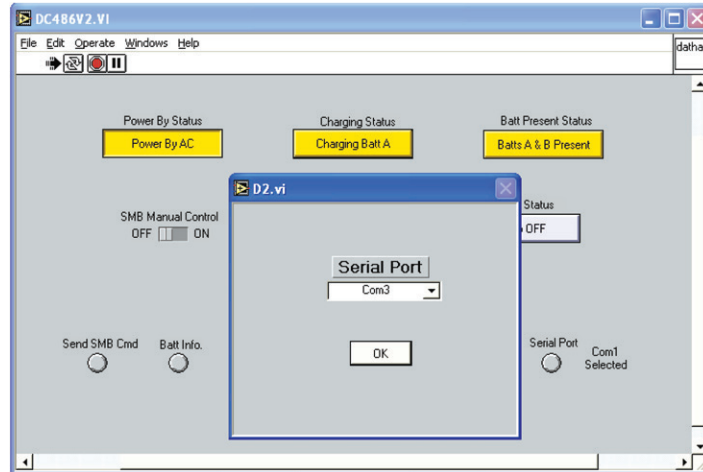 DC486V2.VI
File Edit Operate Windows Help
datha
Power By Status Charging Status Batt Present Status
Power By AC Charging Batt A Batts A & B Present
D2.vi
SMB Manual Control Status
OFF ON OFF
Serial Port
Com3
Send SMB Cmd Batt Info. OK Serial Port Com1
Selected